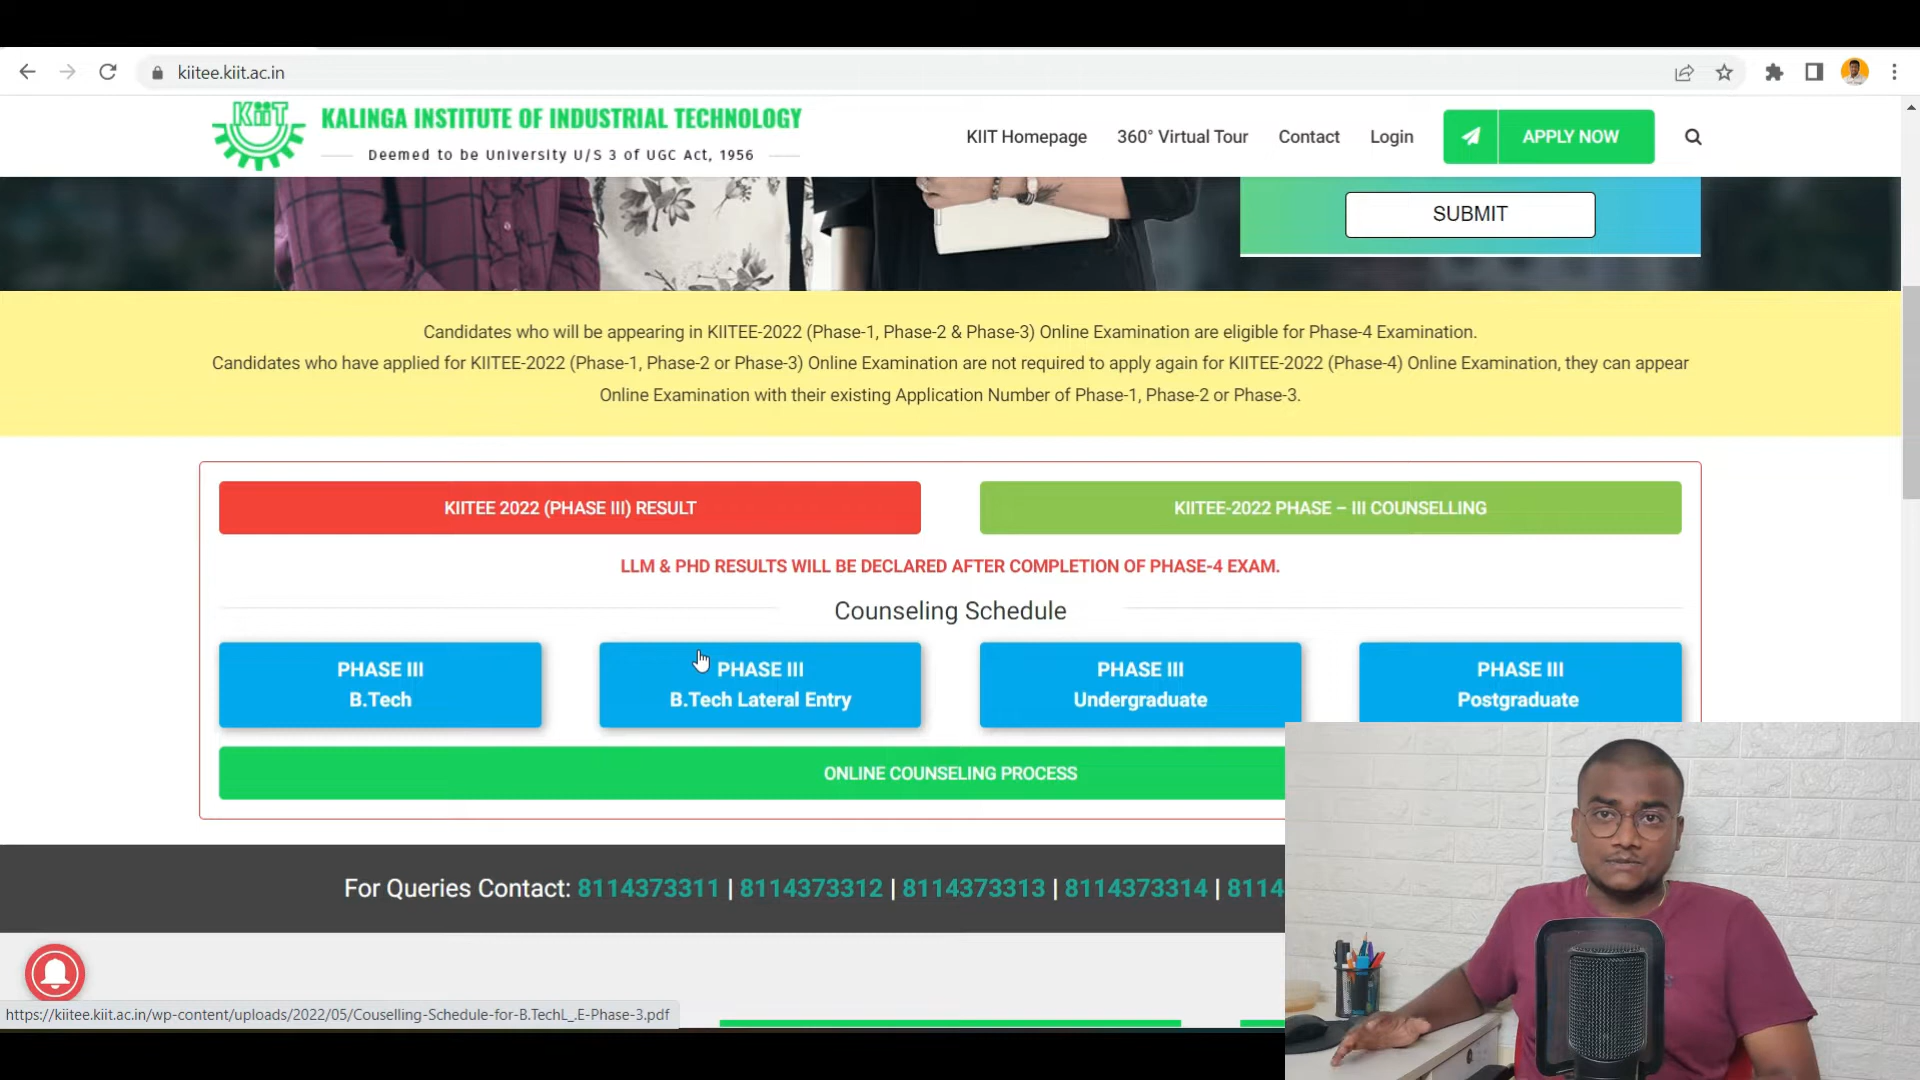 kiitee.kiit.ac.in
KiiT
KALINGA INSTITUTE OF INDUSTRIAL TECHNOLOGY
Deemed to be University U/S 3 of UGC Act, 1956
KIIT Homepage
360° Virtual Tour
Contact
Login
APPLY NOW
SUBMIT
Candidates who will be appearing in KIITEE-2022 (Phase-1, Phase-2 & Phase-3) Online Examination are eligible for Phase-4 Examination.
Candidates who have applied for KIITEE-2022 (Phase-1, Phase-2 or Phase-3) Online Examination are not required to apply again for KIITEE-2022 (Phase-4) Online Examination, they can appear
Online Examination with their existing Application Number of Phase-1, Phase-2 or Phase-3.
KIITEE 2022 (PHASE III) RESULT
KIITEE-2022 PHASE – III COUNSELLING
LLM & PHD RESULTS WILL BE DECLARED AFTER COMPLETION OF PHASE-4 EXAM.
Counseling Schedule
PHASE III
B.Tech
PHASE III
B.Tech Lateral Entry
PHASE III
Undergraduate
PHASE III
Postgraduate
ONLINE COUNSELING PROCESS
For Queries Contact: 8114373311 | 8114373312 | 8114373313 | 8114373314 | 8114
https://kiitee.kiit.ac.in/wp-content/uploads/2022/05/Couselling-Schedule-for-B.TechL_.E-Phase-3.pdf